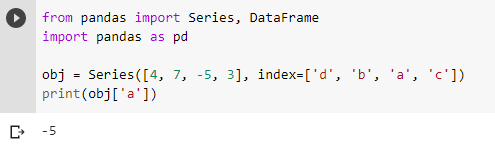 from pandas import Series, DataFrame
import pandas as pd
obj = Series([4, 7, -5, 3], index=['d', 'b', 'a', 'c'])
print(obj['a'])
-5